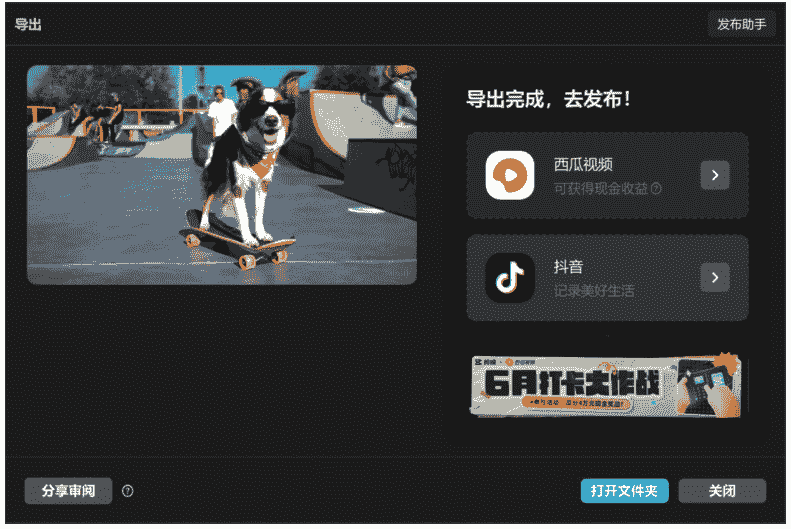 导出
发布助手
导出完成，去发布！
西瓜视频
可获得现金收益
抖音
记录美好生活
剪映
6月打卡大作战
分享审阅
打开文件夹
关闭